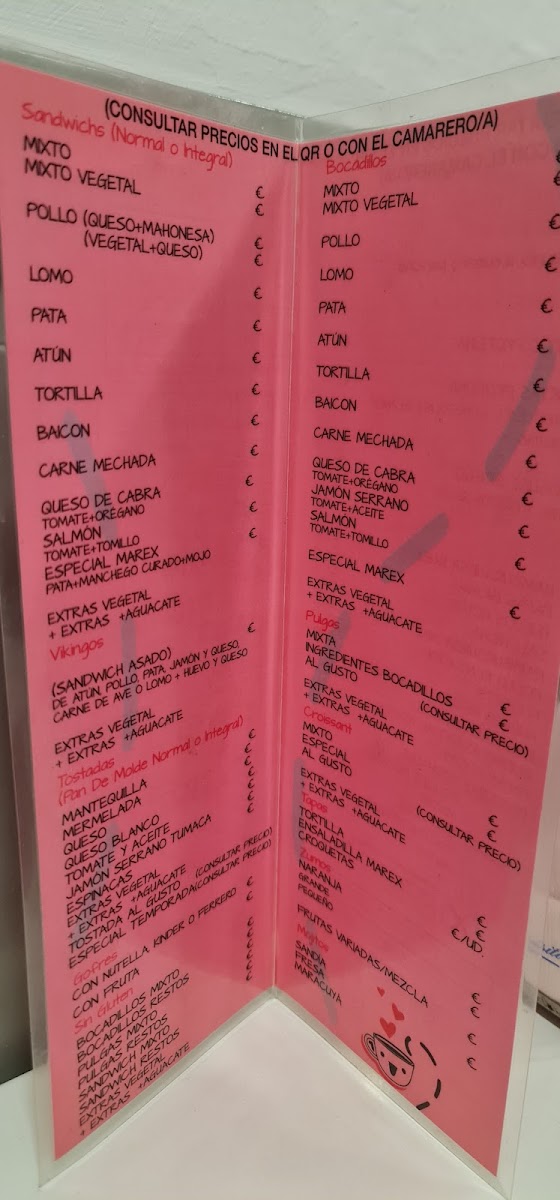 (CONSULTAR PRECIOS EN EL QR O CON EL CAMARERO/A)
Sandwichs (Normal o Integral)
MIXTO €
MIXTO VEGETAL €
POLLO (QUESO+MAHONESA) €
(VEGETAL+QUESO) €
LOMO €
PATA €
ATÚN €
TORTILLA €
BAICON €
CARNE MECHADA €
QUESO DE CABRA €
TOMATE+ORÉGANO
SALMÓN €
TOMATE+TOMILLO
ESPECIAL MAREX €
PATA+MANCHEGO CURADO+MOJO
EXTRAS VEGETAL
+ EXTRAS +AGUACATE
Vikingos
(SANDWICH ASADO) €
DE ATÚN, POLLO, PATA, JAMÓN Y QUESO,
CARNE DE AVE O LOMO + HUEVO Y QUESO
EXTRAS VEGETAL
+ EXTRAS +AGUACATE
Tostadas
(Pan De Molde Normal o Integral)
MANTEQUILLA €
MERMELADA €
QUESO €
QUESO BLANCO €
TOMATE Y ACEITE €
JAMÓN SERRANO TUMACA €
ESPINACAS €
EXTRAS VEGETAL
+ EXTRAS +AGUACATE
TOSTADA AL GUSTO (CONSULTAR PRECIO)
ESPECIAL TEMPORADA(CONSULTAR PRECIO)
Gofres
CON NUTELLA, KINDER O FERRERO €
CON FRUTA €
Sin Gluten
BOCADILLOS MIXTO €
BOCADILLOS RESTOS €
PULGAS MIXTO €
PULGAS RESTOS €
SANDWICH MIXTO
SANDWICH RESTOS
EXTRAS VEGETAL
+ EXTRAS +AGUACATE
Bocadillos
MIXTO €
MIXTO VEGETAL €
POLLO €
LOMO €
PATA €
ATÚN €
TORTILLA €
BAICON €
CARNE MECHADA €
QUESO DE CABRA €
TOMATE+ORÉGANO
JAMÓN SERRANO €
TOMATE+ACEITE
SALMÓN €
TOMATE+TOMILLO
ESPECIAL MAREX €
EXTRAS VEGETAL €
+ EXTRAS +AGUACATE
Pulgas
MIXTA €
INGREDIENTES BOCADILLOS €
AL GUSTO (CONSULTAR PRECIO)
EXTRAS VEGETAL
+ EXTRAS +AGUACATE
Croissant
MIXTO €
ESPECIAL €
AL GUSTO (CONSULTAR PRECIO)
EXTRAS VEGETAL
+ EXTRAS +AGUACATE
Tapas
TORTILLA €
ENSALADILLA MAREX €
CROQUETAS €/UD.
Zumos
NARANJA
GRANDE €
PEQUEÑO €
FRUTAS VARIADAS/MEZCLA €
Mojitos
SANDÍA €
FRESA
MARACUYÁ